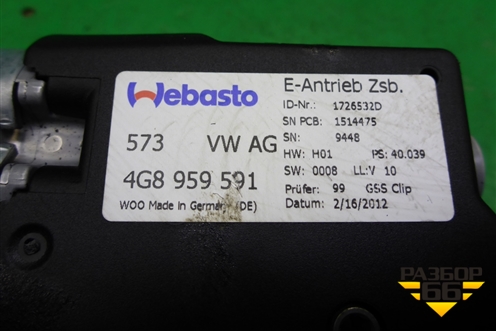 Webasto
573 VW AG
4G8 959 591
W00 Made in Germany (DE)
E-Antrieb Zsb.
ID-Nr.: 1726532D
SN PCB: 1514475
SN: 9448
HW: H01 PS: 40.039
SW: 0008 LL:V 10
Prüfer: 99 GSS Clip
Datum: 2/16/2012
РАЗБОР
66